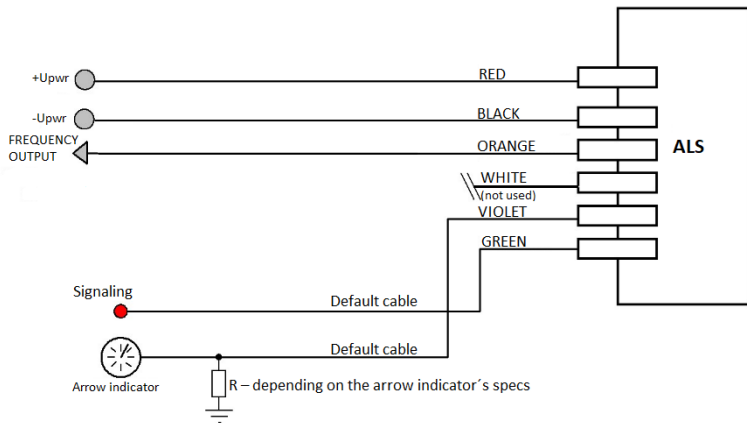 +Upwr
RED
-Upwr
BLACK
FREQUENCY
OUTPUT
ORANGE
ALS
WHITE
(not used)
VIOLET
GREEN
Signaling
Default cable
Default cable
Arrow indicator
R – depending on the arrow indicator´s specs